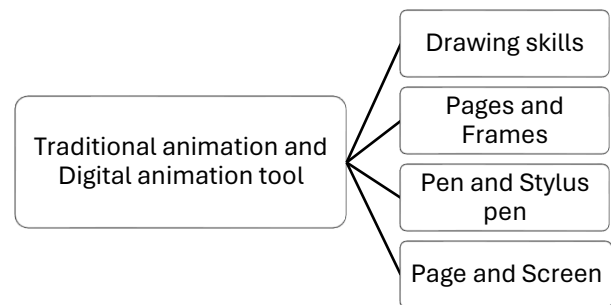 Traditional animation and
Digital animation tool
Drawing skills
Pages and
Frames
Pen and Stylus
pen
Page and Screen